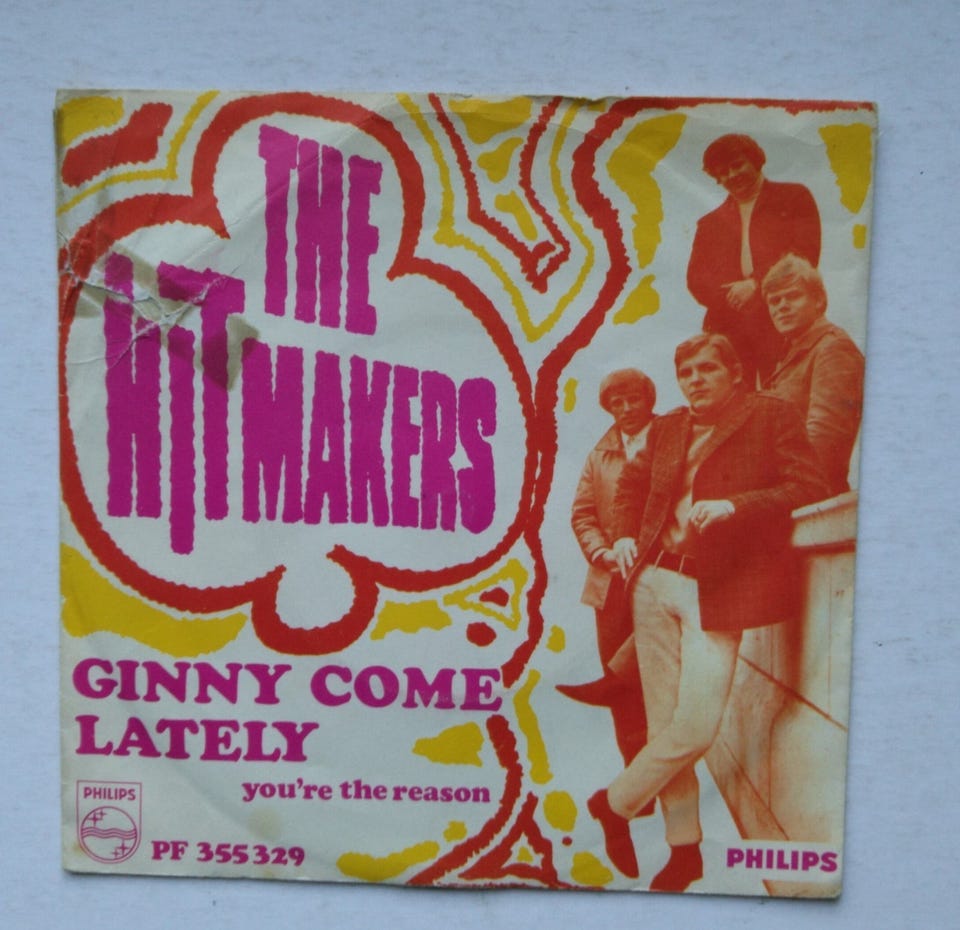 THE
HITMAKERS
GINNY COME
LATELY
you're the reason
PHILIPS
PF 355329
PHILIPS